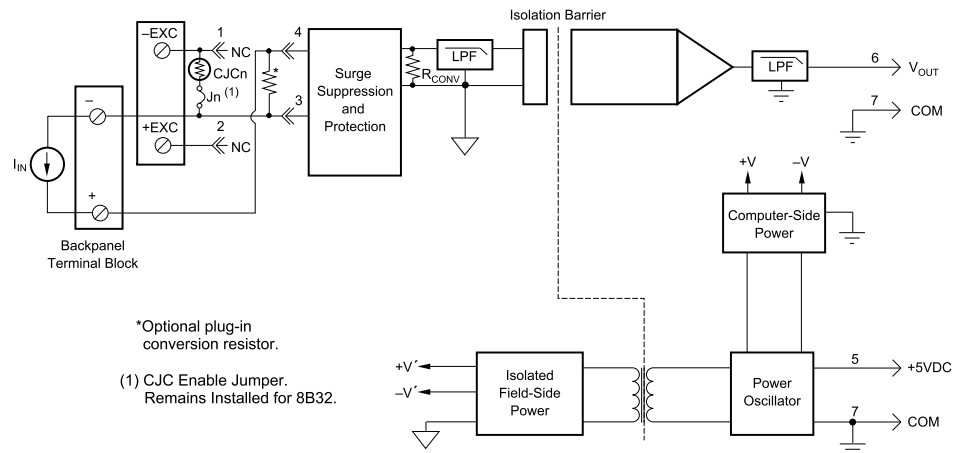 Isolation Barrier
–EXC
1
NC
CJCn
Jn (1)
+EXC
2
NC
4
*
3
Surge
Suppression
and
Protection
LPF
RCONV
LPF
6
VOUT
7
COM
–
IIN
+
Backpanel
Terminal Block
+V
–V
Computer-Side
Power
*Optional plug-in
conversion resistor.
(1) CJC Enable Jumper.
Remains Installed for 8B32.
+V´
–V´
Isolated
Field-Side
Power
Power
Oscillator
5
+5VDC
7
COM